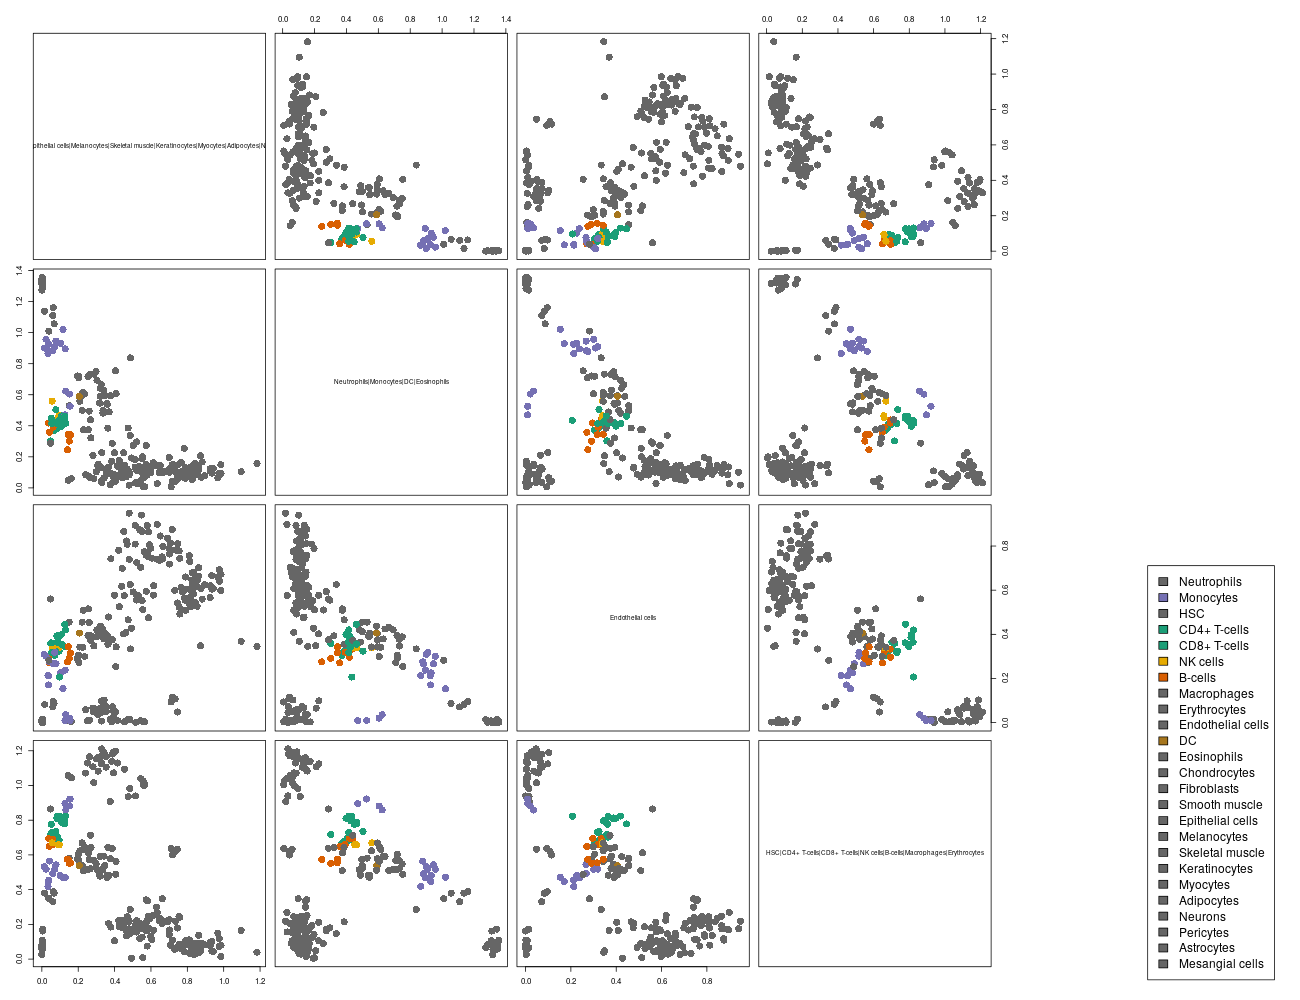 0.0 0.2 0.4 0.6 0.8 1.0 1.2 1.4
0.0 0.2 0.4 0.6 0.8 1.0 1.2
pithelial cells|Melanocytes|Skeletal muscle|Keratinocytes|Myocytes|Adipocytes|N
0.0 0.2 0.4 0.6 0.8 1.0 1.2
0.0 0.2 0.4 0.6 0.8 1.0 1.2 1.4
Neutrophils|Monocytes|DC|Eosinophils
Endothelial cells
0.0 0.2 0.4 0.6 0.8
0.0 0.2 0.4 0.6 0.8 1.0 1.2
HSC|CD4+ T-cells|CD8+ T-cells|NK cells|B-cells|Macrophages|Erythrocytes
0.0 0.2 0.4 0.6 0.8 1.0 1.2
0.0 0.2 0.4 0.6 0.8
Neutrophils
Monocytes
HSC
CD4+ T-cells
CD8+ T-cells
NK cells
B-cells
Macrophages
Erythrocytes
Endothelial cells
DC
Eosinophils
Chondrocytes
Fibroblasts
Smooth muscle
Epithelial cells
Melanocytes
Skeletal muscle
Keratinocytes
Myocytes
Adipocytes
Neurons
Pericytes
Astrocytes
Mesangial cells